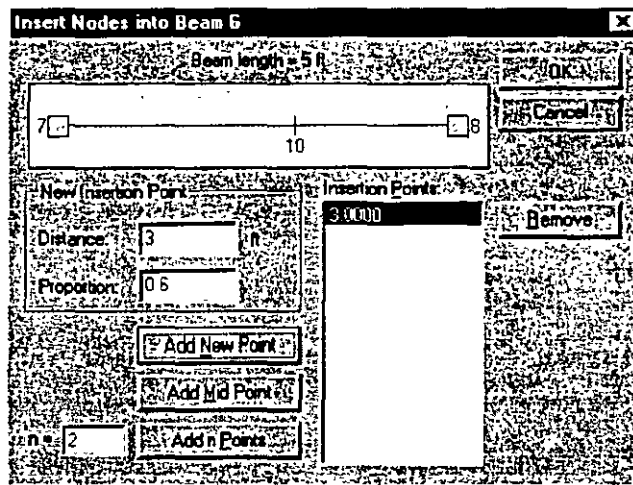 Insert Nodes into Beam 6
Beam length = 5 ft
OK
Cancel
7
8
10
New Insertion Point
Distance: 3 ft
Proportion: 0.6
Insertion Points:
3.0000
Remove
Add New Point
Add Mid Point
n = 2
Add n Points